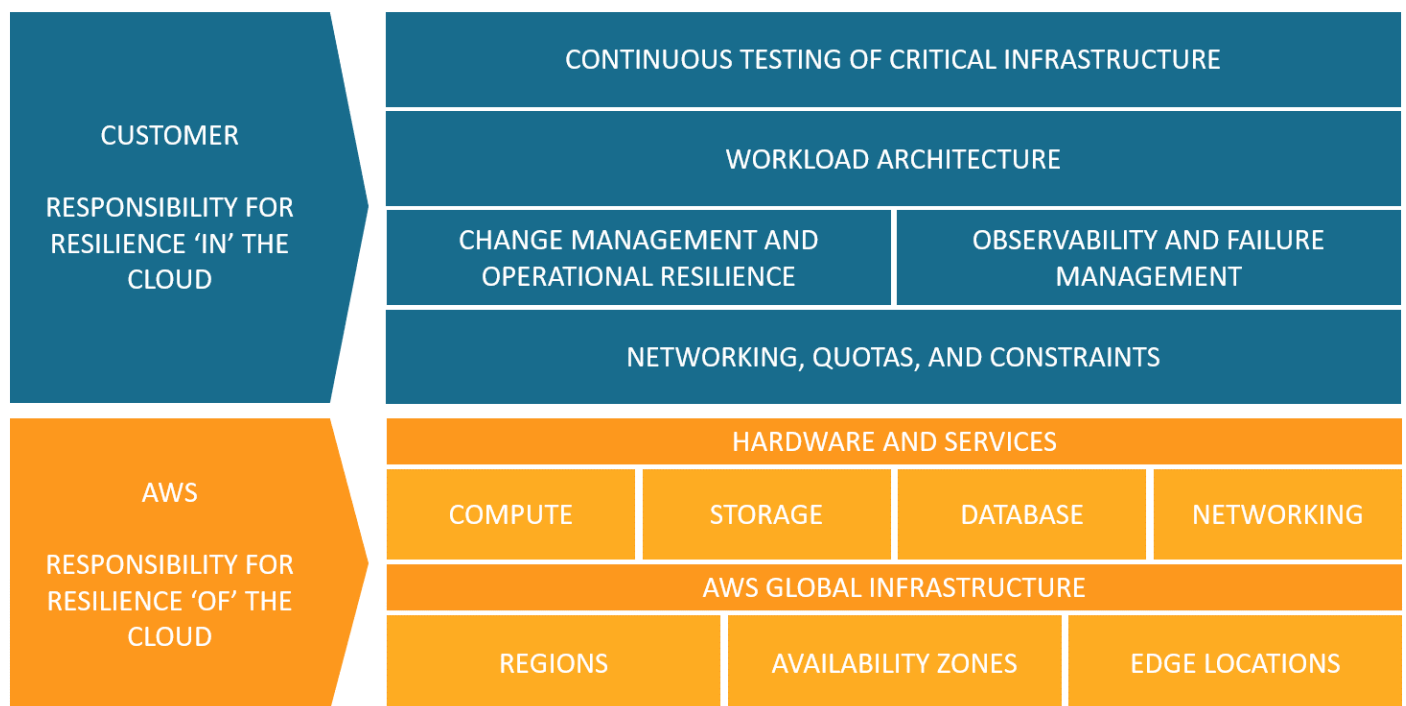 CUSTOMER
RESPONSIBILITY FOR
RESILIENCE ‘IN’ THE
CLOUD
CONTINUOUS TESTING OF CRITICAL INFRASTRUCTURE
WORKLOAD ARCHITECTURE
CHANGE MANAGEMENT AND
OPERATIONAL RESILIENCE
OBSERVABILITY AND FAILURE
MANAGEMENT
NETWORKING, QUOTAS, AND CONSTRAINTS
AWS
RESPONSIBILITY FOR
RESILIENCE ‘OF’ THE
CLOUD
HARDWARE AND SERVICES
COMPUTE
STORAGE
DATABASE
NETWORKING
AWS GLOBAL INFRASTRUCTURE
REGIONS
AVAILABILITY ZONES
EDGE LOCATIONS